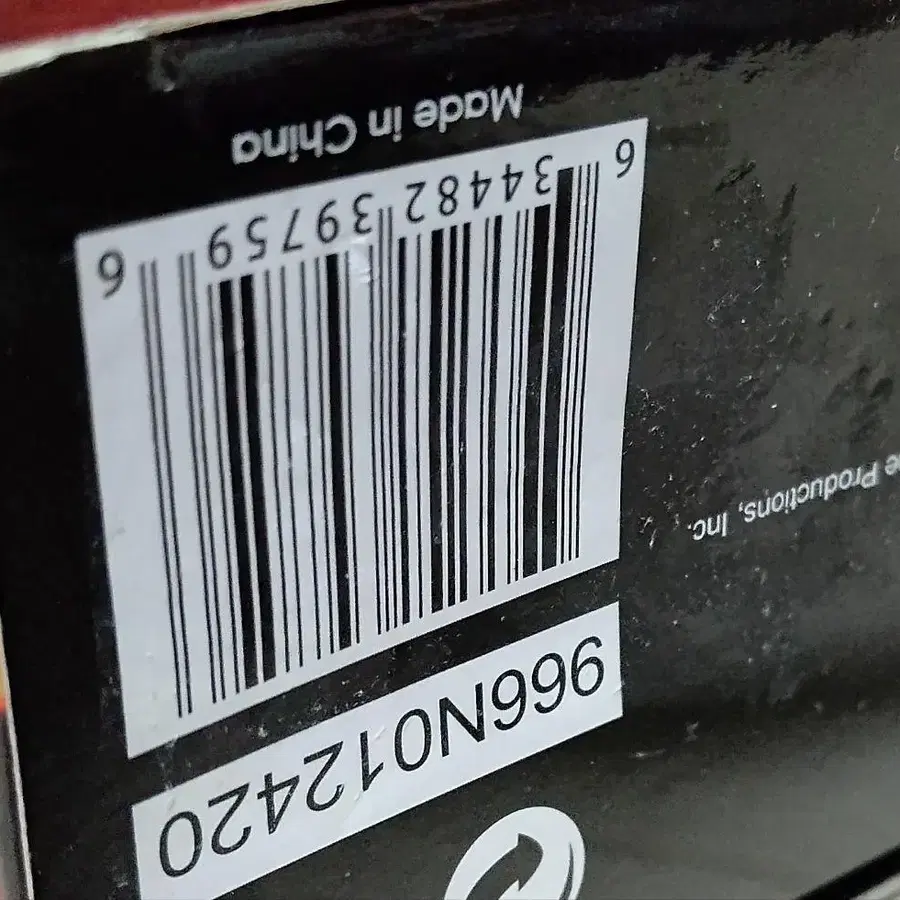 966N012420
6 34482 39759 6
Made in China
Productions, Inc.